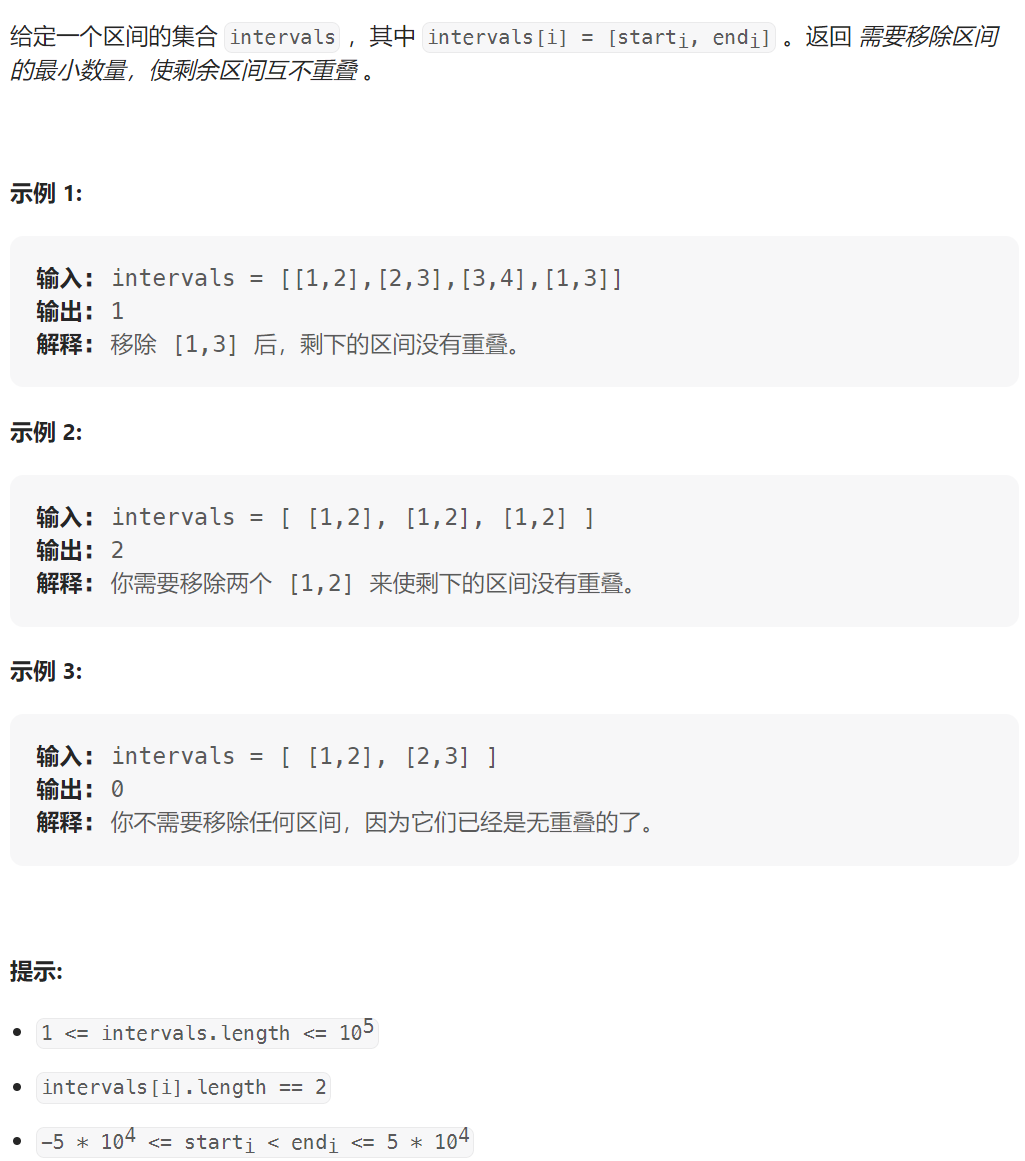 给定一个区间的集合 intervals ，其中 intervals[i] = [starti, endi] 。返回 需要移除区间
的最小数量，使剩余区间互不重叠 。
示例 1:
输入： intervals = [[1,2],[2,3],[3,4],[1,3]]
输出： 1
解释： 移除 [1,3] 后，剩下的区间没有重叠。
示例 2:
输入： intervals = [ [1,2], [1,2], [1,2] ]
输出： 2
解释： 你需要移除两个 [1,2] 来使剩下的区间没有重叠。
示例 3:
输入： intervals = [ [1,2], [2,3] ]
输出： 0
解释： 你不需要移除任何区间，因为它们已经是无重叠的了。
提示:
• 1 <= intervals.length <= 10^5
• intervals[i].length == 2
• -5 * 10^4 <= starti < endi <= 5 * 10^4